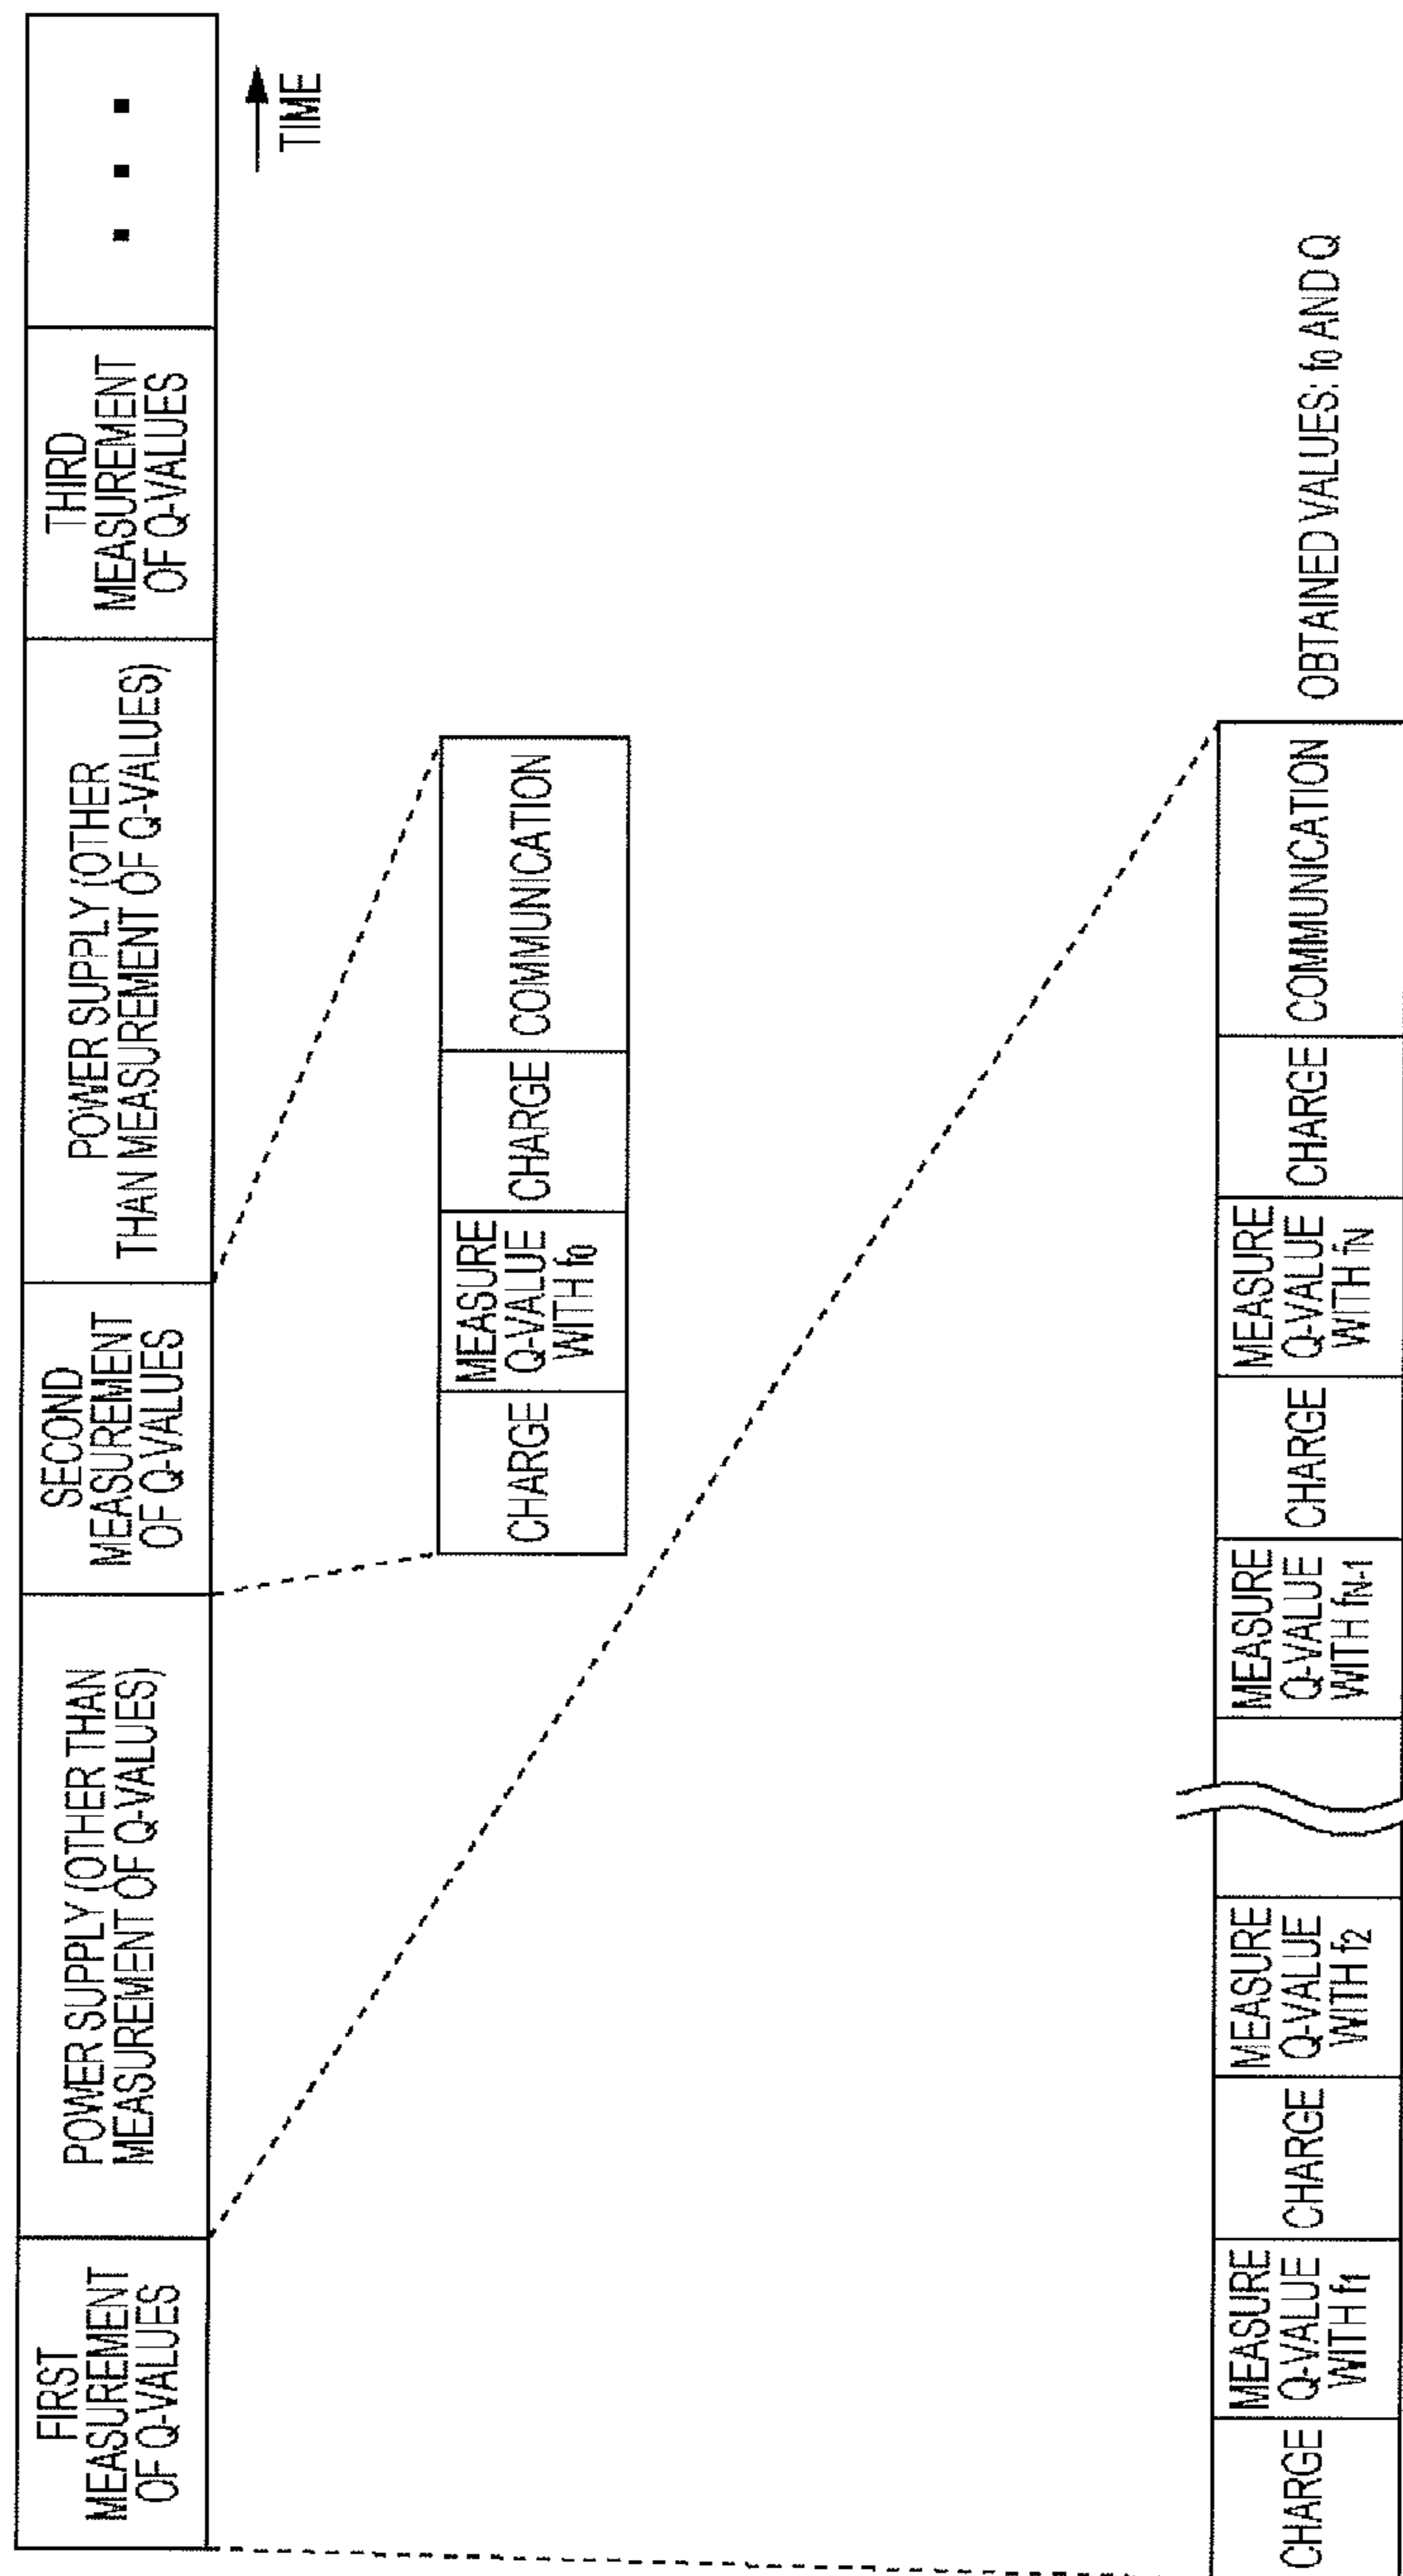 FIRST
MEASUREMENT
OF Q-VALUES
POWER SUPPLY (OTHER THAN
MEASUREMENT OF Q-VALUES)
SECOND
MEASUREMENT
OF Q-VALUES
POWER SUPPLY (OTHER
THAN MEASUREMENT OF Q-VALUES)
THIRD
MEASUREMENT
OF Q-VALUES
. . .
TIME
CHARGE
MEASURE
Q-VALUE
WITH f0
CHARGE
COMMUNICATION
CHARGE
MEASURE
Q-VALUE
WITH f1
CHARGE
MEASURE
Q-VALUE
WITH f2
MEASURE
Q-VALUE
WITH fN-1
CHARGE
MEASURE
Q-VALUE
WITH fN
CHARGE
COMMUNICATION
OBTAINED VALUES: f0 AND Q